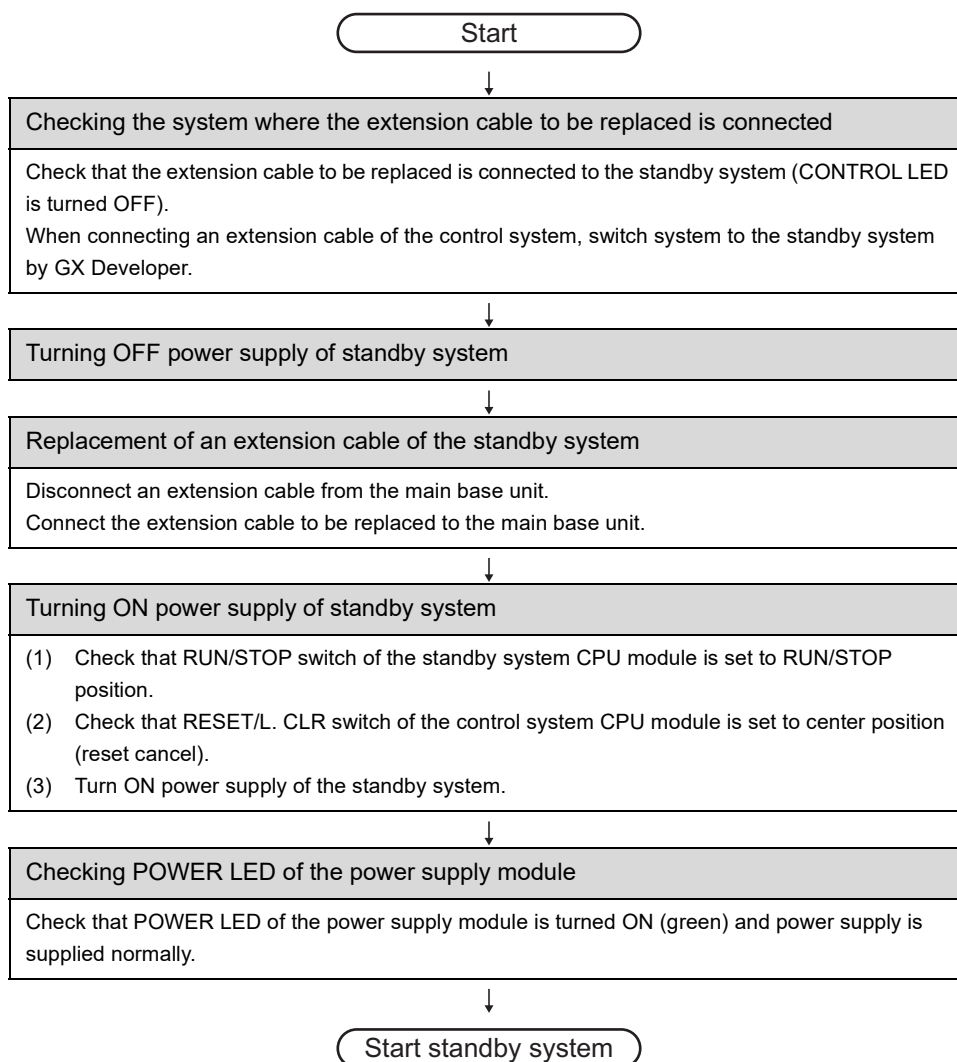 Start
Checking the system where the extension cable to be replaced is connected
Check that the extension cable to be replaced is connected to the standby system (CONTROL LED
is turned OFF).
When connecting an extension cable of the control system, switch system to the standby system
by GX Developer.
Turning OFF power supply of standby system
Replacement of an extension cable of the standby system
Disconnect an extension cable from the main base unit.
Connect the extension cable to be replaced to the main base unit.
Turning ON power supply of standby system
(1) Check that RUN/STOP switch of the standby system CPU module is set to RUN/STOP
position.
(2) Check that RESET/L. CLR switch of the control system CPU module is set to center position
(reset cancel).
(3) Turn ON power supply of the standby system.
Checking POWER LED of the power supply module
Check that POWER LED of the power supply module is turned ON (green) and power supply is
supplied normally.
Start standby system